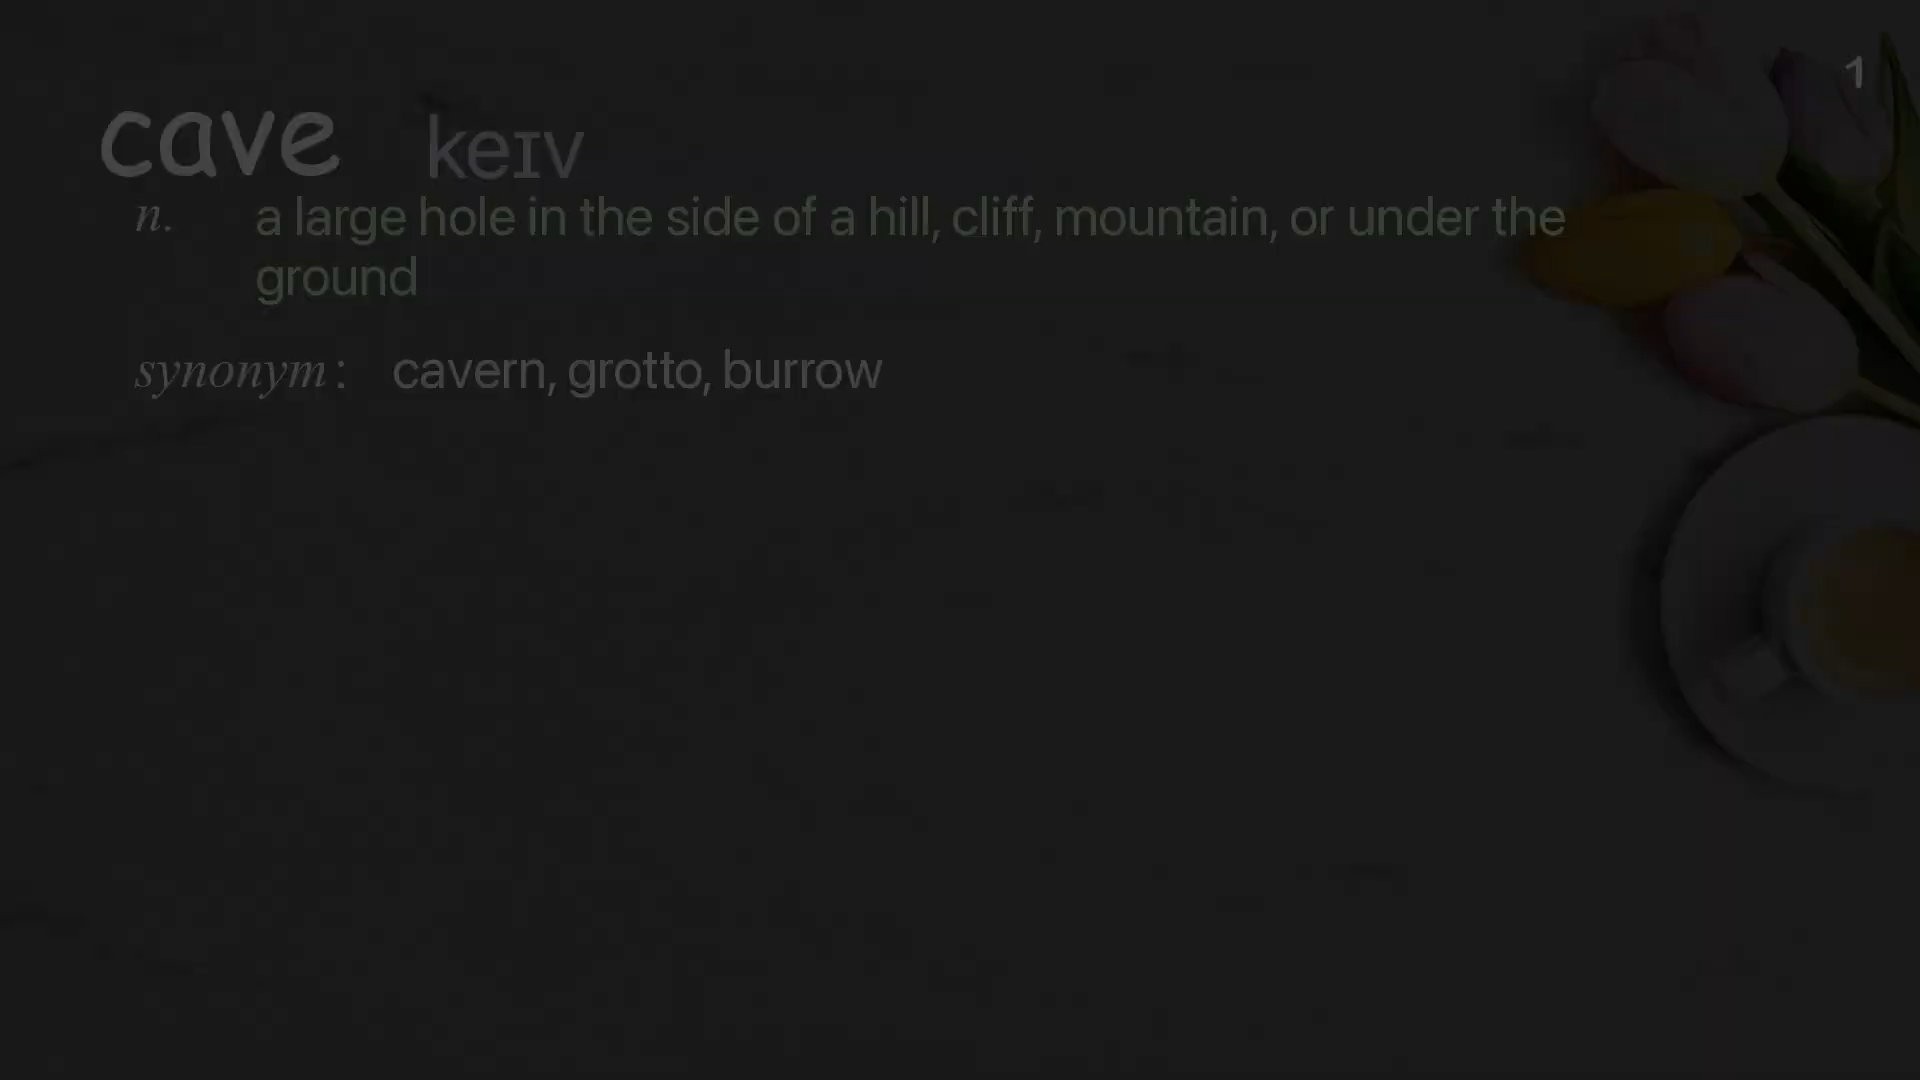 1
cave keɪv
n. a large hole in the side of a hill, cliff, mountain, or under the
ground
synonym: cavern, grotto, burrow